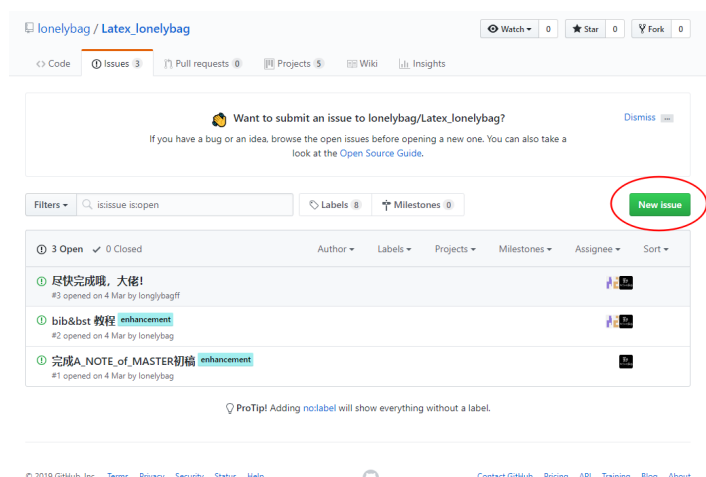 lonelybag / Latex_lonelybag
Watch 0 Star 0 Fork 0
Code Issues 3 Pull requests 0 Projects 5 Wiki Insights
Want to submit an issue to lonelybag/Latex_lonelybag?
Dismiss
If you have a bug or an idea, browse the open issues before opening a new one. You can also take a
look at the Open Source Guide.
Filters is:issue is:open Labels 8 Milestones 0 New issue
3 Open 0 Closed Author Labels Projects Milestones Assignee Sort
尽快完成哦，大佬！
#3 opened on 4 Mar by longlybagff
bib&bst 教程 enhancement
#2 opened on 4 Mar by lonelybag
完成A_NOTE_of_MASTER初稿 enhancement
#1 opened on 4 Mar by lonelybag
ProTip! Adding no:label will show everything without a label.
© 2019 GitHub, Inc. Terms Privacy Security Status Help Contact GitHub Pricing API Training Blog About